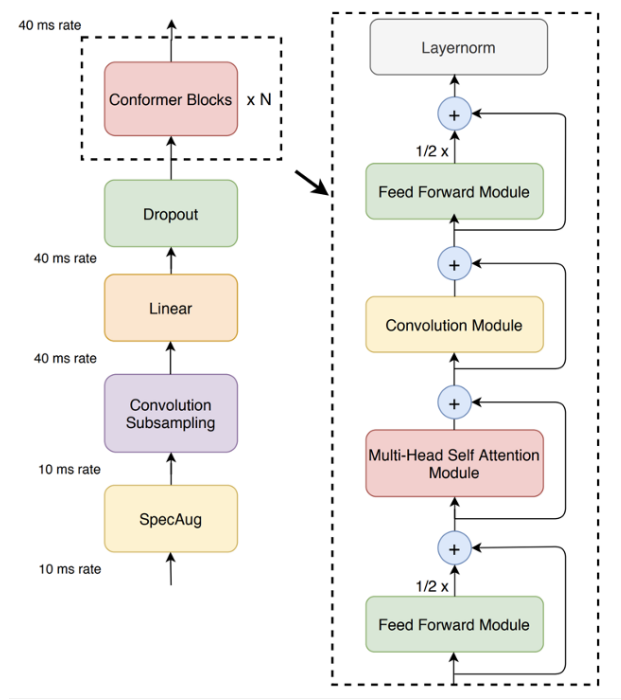 40 ms rate
Conformer Blocks
x N
Dropout
40 ms rate
Linear
40 ms rate
Convolution
Subsampling
10 ms rate
SpecAug
10 ms rate
Layernorm
+
1/2 x
Feed Forward Module
+
Convolution Module
+
Multi-Head Self Attention
Module
+
1/2 x
Feed Forward Module